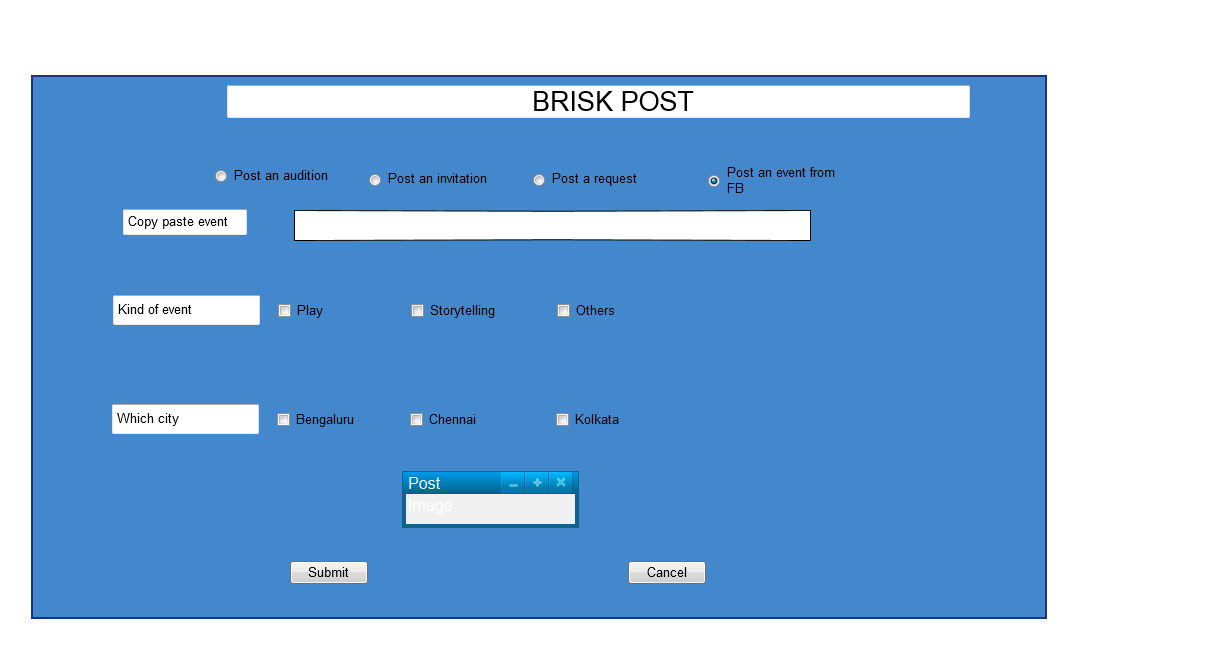 BRISK POST
Post an audition
Post an invitation
Post a request
Post an event from
FB
Copy paste event
Kind of event
Play
Storytelling
Others
Which city
Bengaluru
Chennai
Kolkata
Post
image
Submit
Cancel